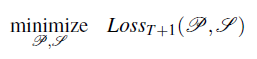 minimize Loss_{T+1}(𝒫, 𝒮)
𝒫,𝒮